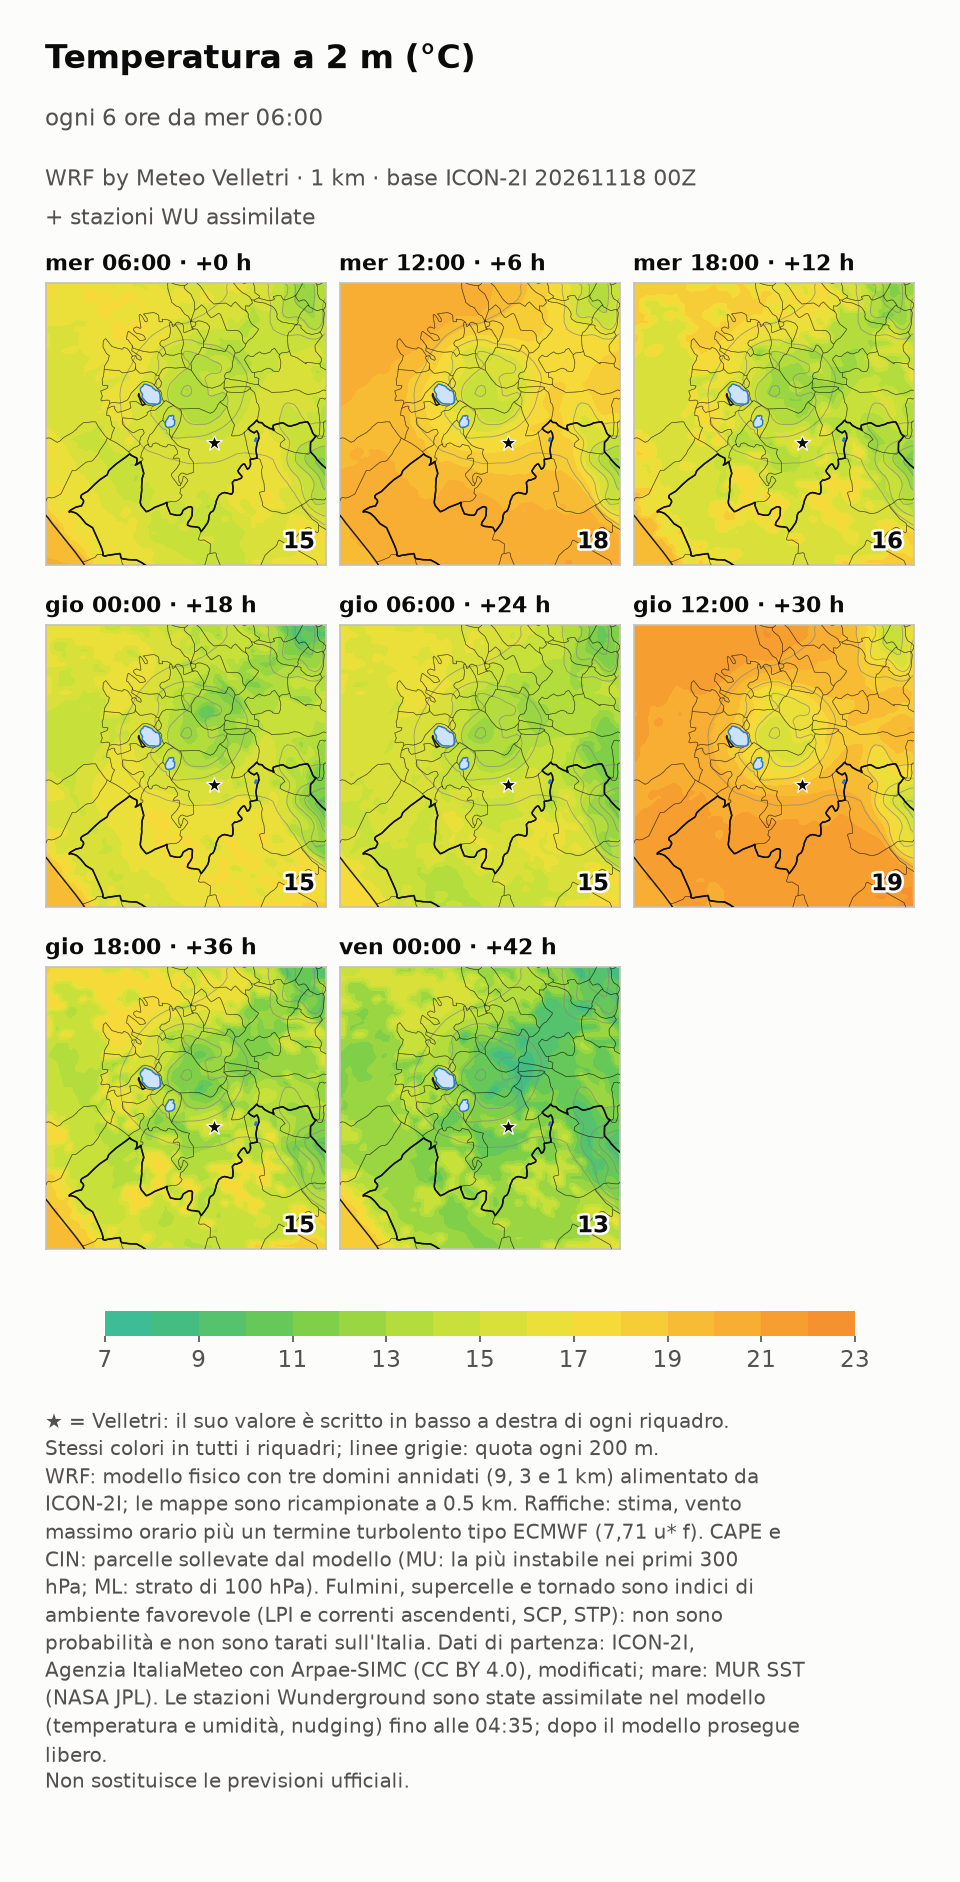 Temperatura a 2 m (°C)
ogni 6 ore da mer 06:00
WRF by Meteo Velletri · 1 km · base ICON-2I 20261118 00Z
+ stazioni WU assimilate
mer 06:00 · +0 h
mer 12:00 · +6 h
mer 18:00 · +12 h
15
18
16
gio 00:00 · +18 h
gio 06:00 · +24 h
gio 12:00 · +30 h
15
15
19
gio 18:00 · +36 h
ven 00:00 · +42 h
15
13
7 9 11 13 15 17 19 21 23
★ = Velletri: il suo valore è scritto in basso a destra di ogni riquadro.
Stessi colori in tutti i riquadri; linee grigie: quota ogni 200 m.
WRF: modello fisico con tre domini annidati (9, 3 e 1 km) alimentato da
ICON-2I; le mappe sono ricampionate a 0.5 km. Raffiche: stima, vento
massimo orario più un termine turbolento tipo ECMWF (7,71 u* f). CAPE e
CIN: parcelle sollevate dal modello (MU: la più instabile nei primi 300
hPa; ML: strato di 100 hPa). Fulmini, supercelle e tornado sono indici di
ambiente favorevole (LPI e correnti ascendenti, SCP, STP): non sono
probabilità e non sono tarati sull'Italia. Dati di partenza: ICON-2I,
Agenzia ItaliaMeteo con Arpae-SIMC (CC BY 4.0), modificati; mare: MUR SST
(NASA JPL). Le stazioni Wunderground sono state assimilate nel modello
(temperatura e umidità, nudging) fino alle 04:35; dopo il modello prosegue
libero.
Non sostituisce le previsioni ufficiali.